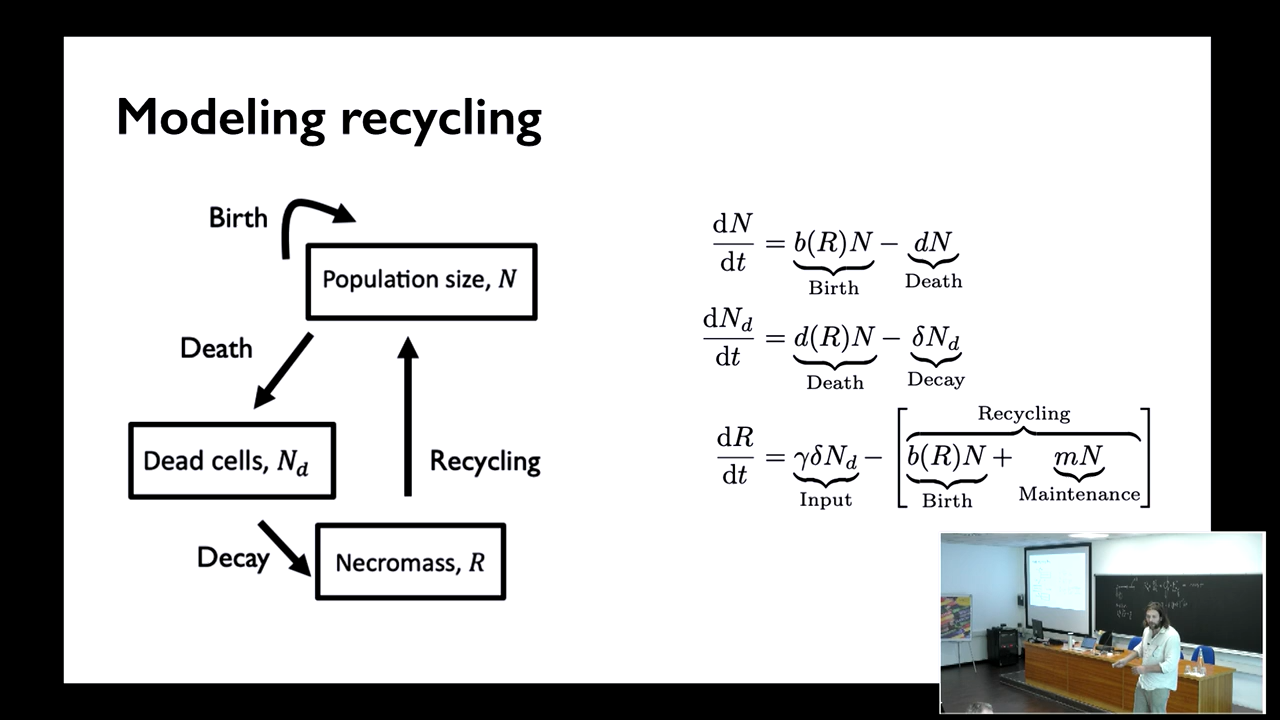 Modeling recycling
Birth
Population size, N
Death
Dead cells, N_d
Recycling
Decay
Necromass, R
dN/dt = b(R)N − dN
Birth
Death
dN_d/dt = d(R)N − δN_d
Death
Decay
Recycling
dR/dt = γδN_d − [b(R)N + mN]
Input
Birth
Maintenance